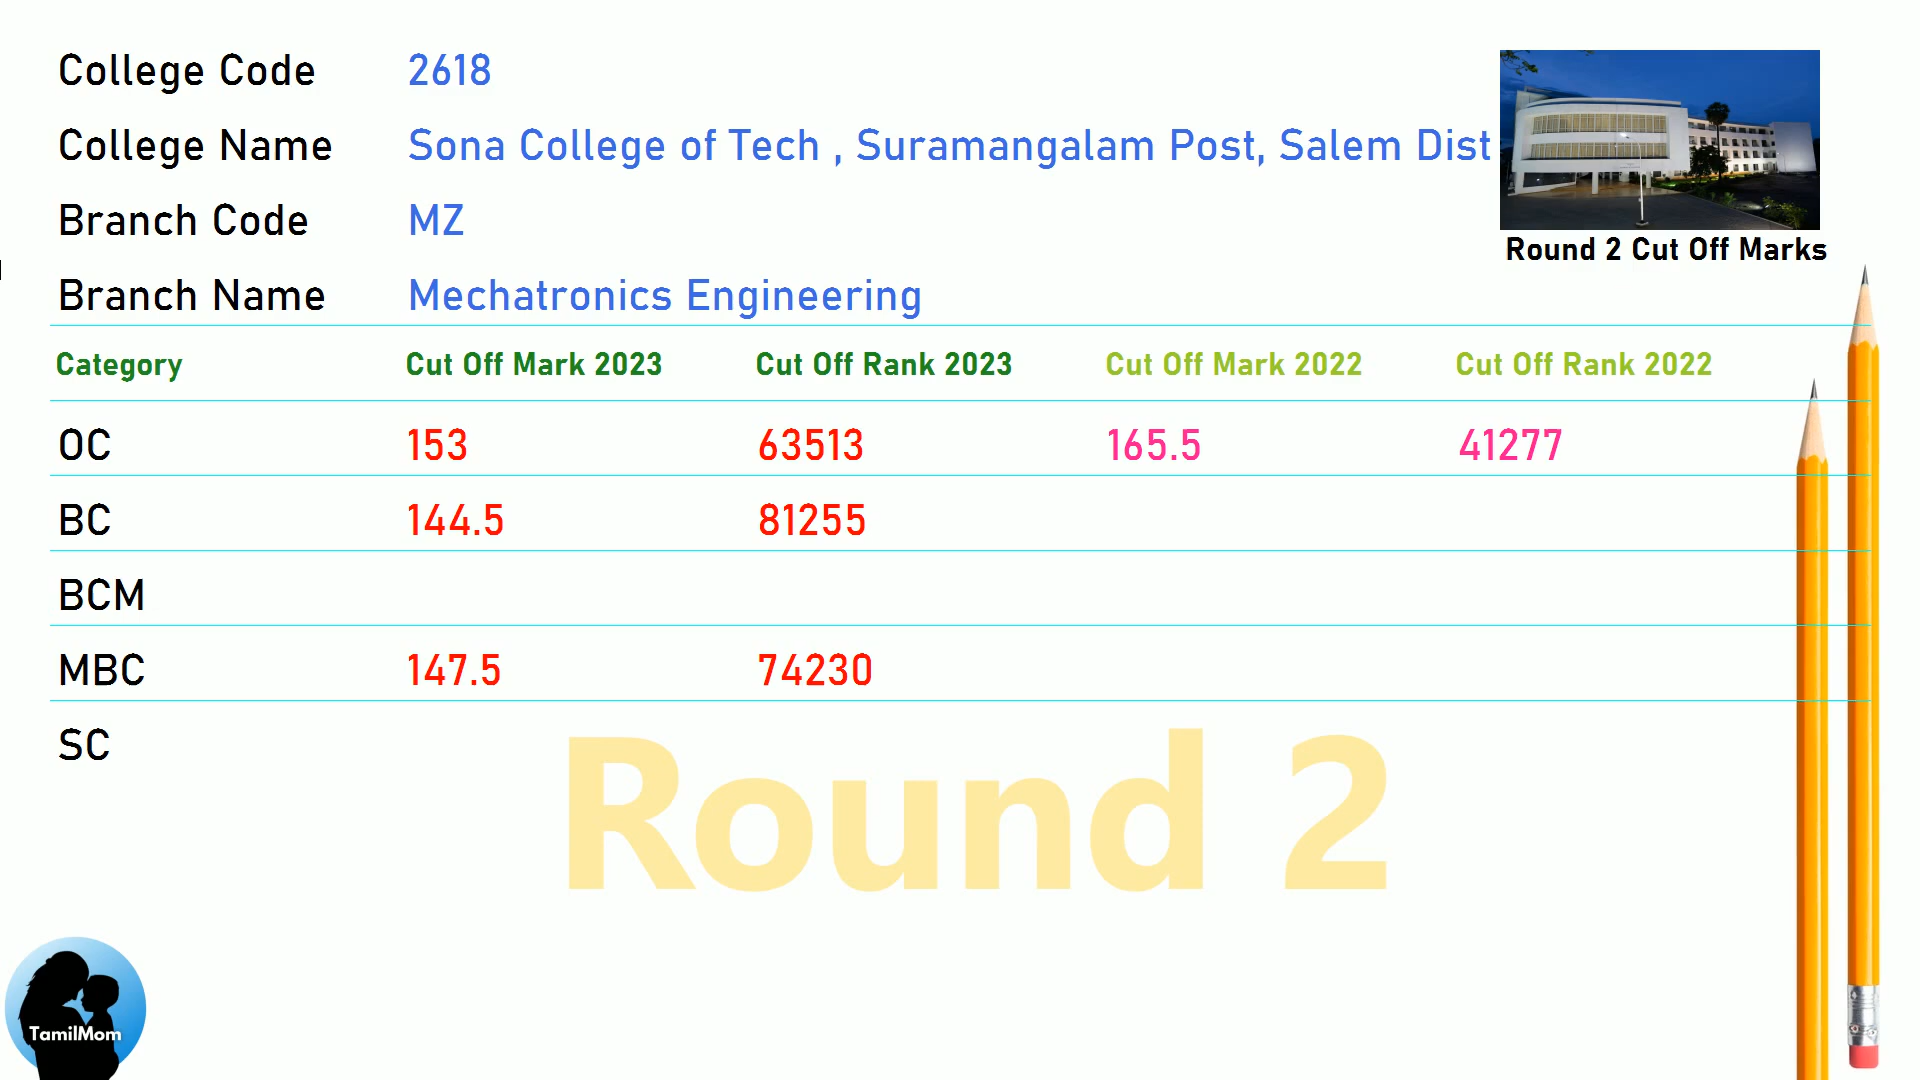 College Code 2618
College Name Sona College of Tech , Suramangalam Post, Salem Dist
Branch Code MZ
Round 2 Cut Off Marks
Branch Name Mechatronics Engineering
Category Cut Off Mark 2023 Cut Off Rank 2023 Cut Off Mark 2022 Cut Off Rank 2022
OC 153 63513 165.5 41277
BC 144.5 81255
BCM
MBC 147.5 74230
SC
Round 2
TamilMom